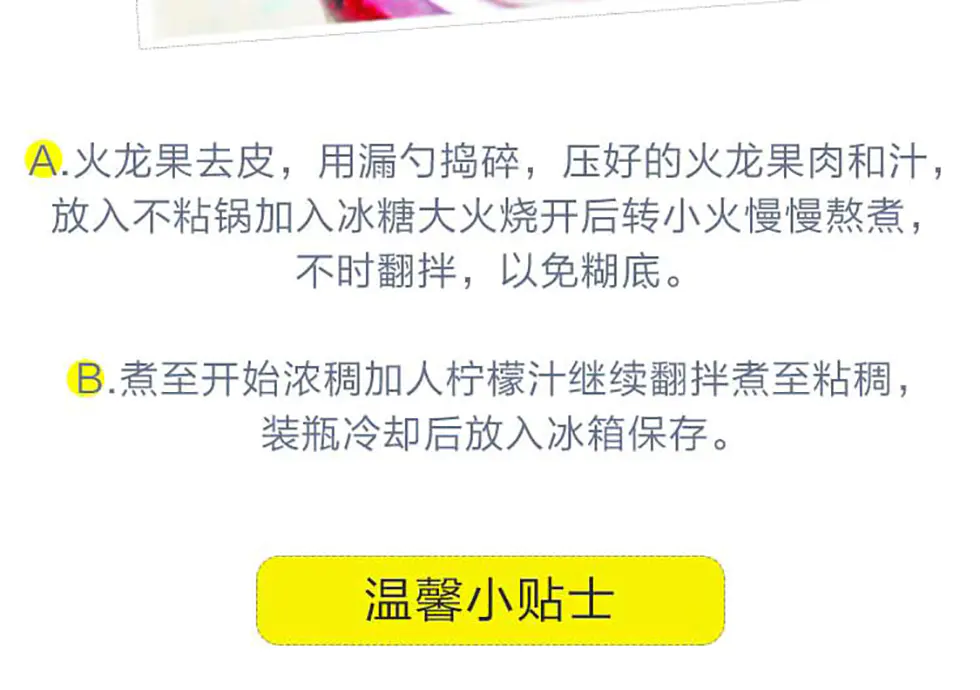 A.火龙果去皮，用漏勺捣碎，压好的火龙果肉和汁，
放入不粘锅加入冰糖大火烧开后转小火慢慢熬煮，
不时翻拌，以免糊底。
B.煮至开始浓稠加人柠檬汁继续翻拌煮至粘稠，
装瓶冷却后放入冰箱保存。
温馨小贴士